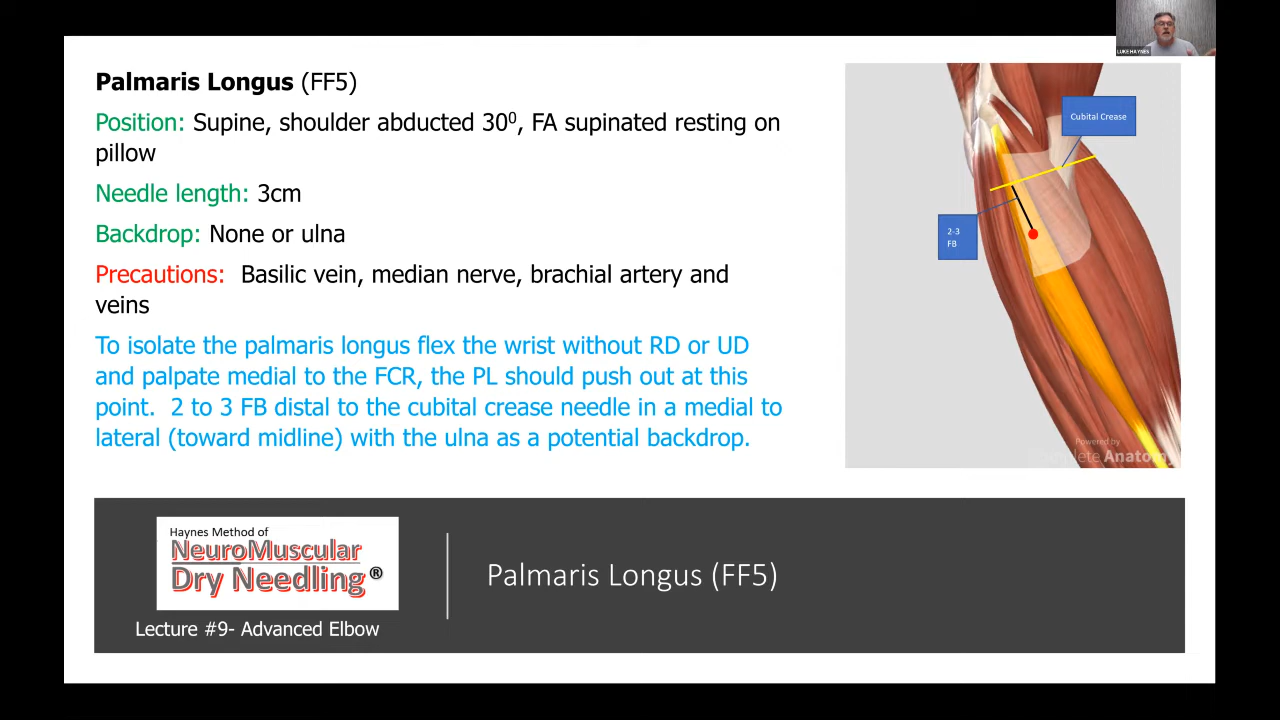 LUKE HAYNES
Palmaris Longus (FF5)
Position: Supine, shoulder abducted 30⁰, FA supinated resting on
pillow
Needle length: 3cm
Backdrop: None or ulna
Precautions: Basilic vein, median nerve, brachial artery and
veins
To isolate the palmaris longus flex the wrist without RD or UD
and palpate medial to the FCR, the PL should push out at this
point. 2 to 3 FB distal to the cubital crease needle in a medial to
lateral (toward midline) with the ulna as a potential backdrop.
Cubital Crease
2-3
FB
Powered by
Anatomy
Haynes Method of
NeuroMuscular
Dry Needling®
Lecture #9- Advanced Elbow
Palmaris Longus (FF5)